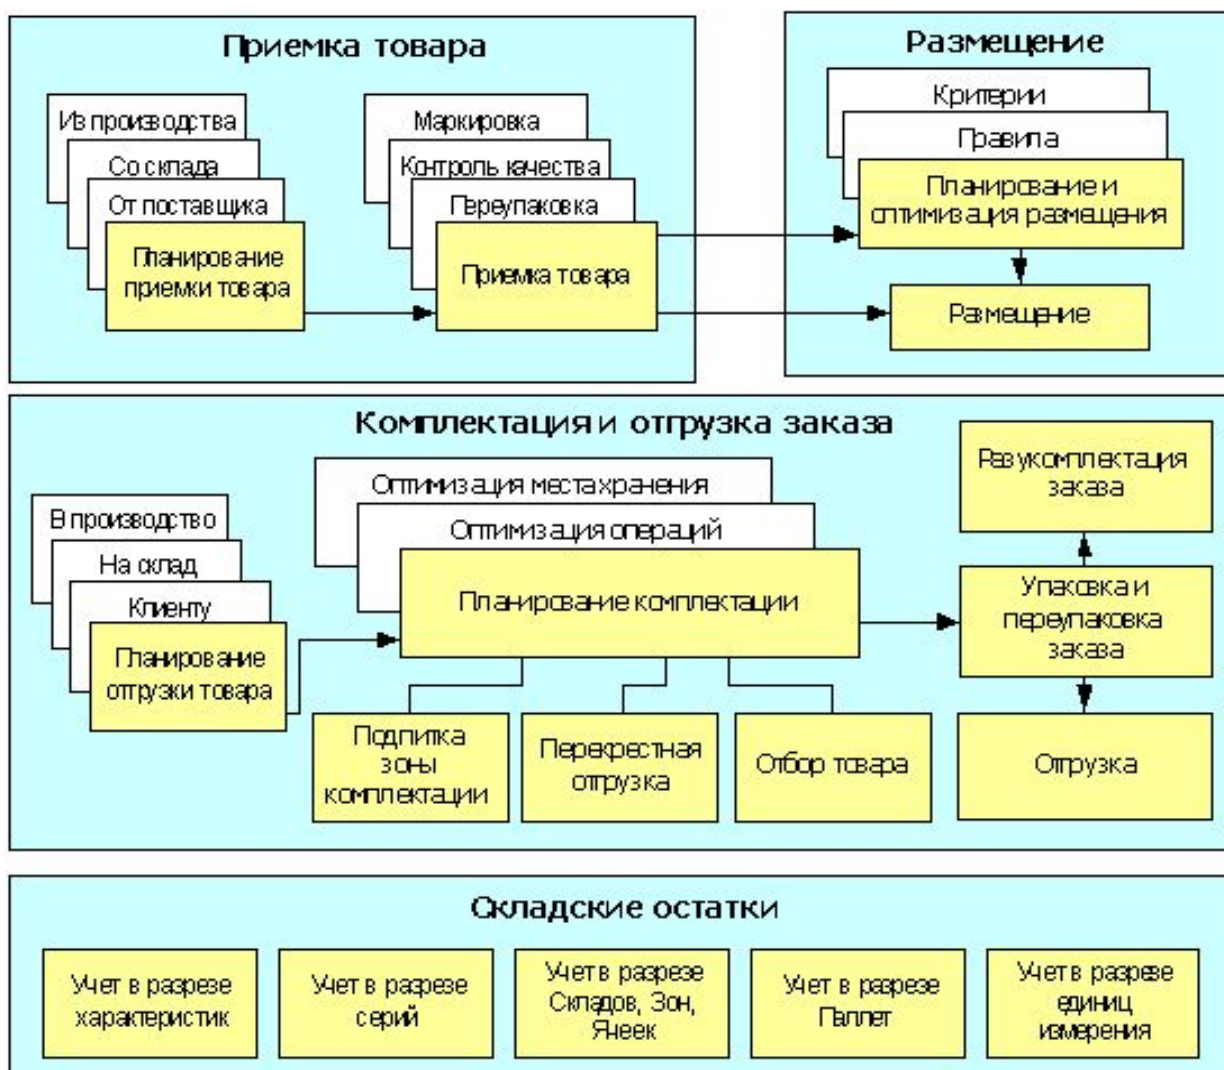 Приемка товара
Из производства
Со склада
От поставщика
Планирование
приемки товара
Маркировка
Контроль качества
Переупаковка
Приемка товара
Размещение
Критерии
Правила
Планирование и
оптимизация размещения
Размещение
Комплектация и отгрузка заказа
В производство
На склад
Клиенту
Планирование
отгрузки товара
Оптимизация места хранения
Оптимизация операций
Планирование комплектации
Подпитка
зоны
комплектации
Перекрестная
отгрузка
Отбор товара
Разукомплектация
заказа
Упаковка и
переупаковка
заказа
Отгрузка
Складские остатки
Учет в разрезе
характеристик
Учет в разрезе
серий
Учет в разрезе
Складов, Зон,
Ячеек
Учет в разрезе
Паллет
Учет в разрезе
единиц
измерения